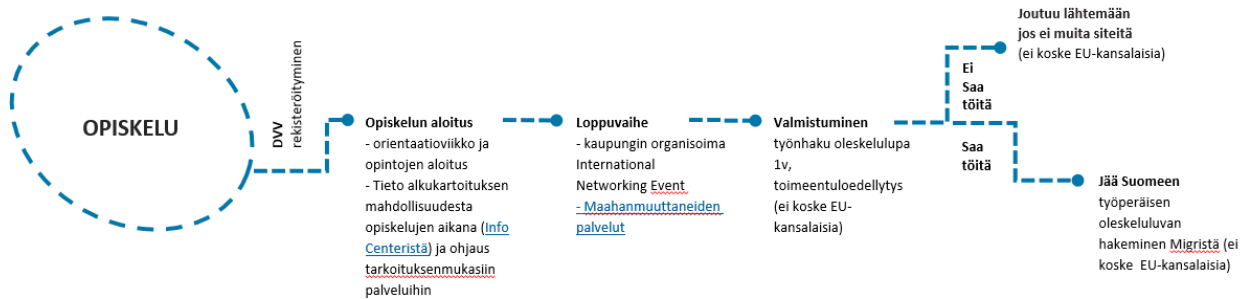 OPISKELU
DVV
rekisteröityminen
Opiskelun aloitus
- orientaatioviikko ja
opintojen aloitus
- Tieto alkukartoituksen
mahdollisuudesta
opiskelujen aikana (Info
Centeristä) ja ohjaus
tarkoituksenmukasiin
palveluihin
Loppuvaihe
- kaupungin organisoima
International
Networking Event
- Maahanmuuttaneiden
palvelut
Valmistuminen
työnhaku oleskelulupa
1v,
toimeentuloedellytys
(ei koske EU-
kansalaisia)
Ei
Saa
töitä
Joutuu lähtemään
jos ei muita siteitä
(ei koske EU-kansalaisia)
Saa
töitä
Jää Suomeen
työperäisen
oleskeluluvan
hakeminen Migristä (ei
koske EU-kansalaisia)